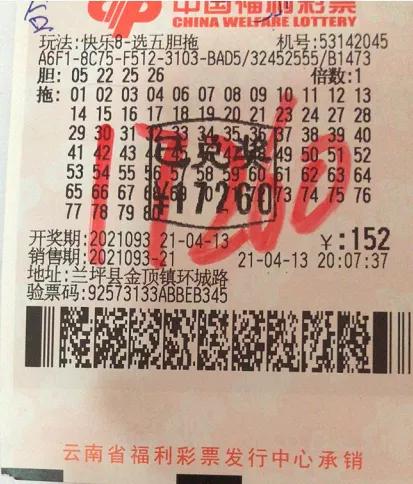 中国福利彩票
CHINA WELFARE LOTTERY
玩法:快乐8-选五胆拖 机号:53142045
A6F1-8C75-F512-3103-BAD5/32452555/B1473
胆: 05 22 25 26 倍数:1
拖: 01 02 03 04 06 07 08 09 10 11 12 13
14 15 16 17 18 19 20 21 23 24 27 28
29 30 31 32 33 34 35 36 37 38 39 40
41 42 43 44 45 46 47 48 49 50 51 52
53 54 55 56 57 58 59 60 61 62 63 64
65 66 67 68 69 70 71 72 73 74 75 76
77 78 79 80
已兑奖
¥17260
17260
开奖期:2021093 21-04-13 ¥:152
销售期:2021093-21 21-04-13 20:07:37
地址:兰坪县金顶镇环城路
验票码:92573133ABBEB345
云南省福利彩票发行中心承销